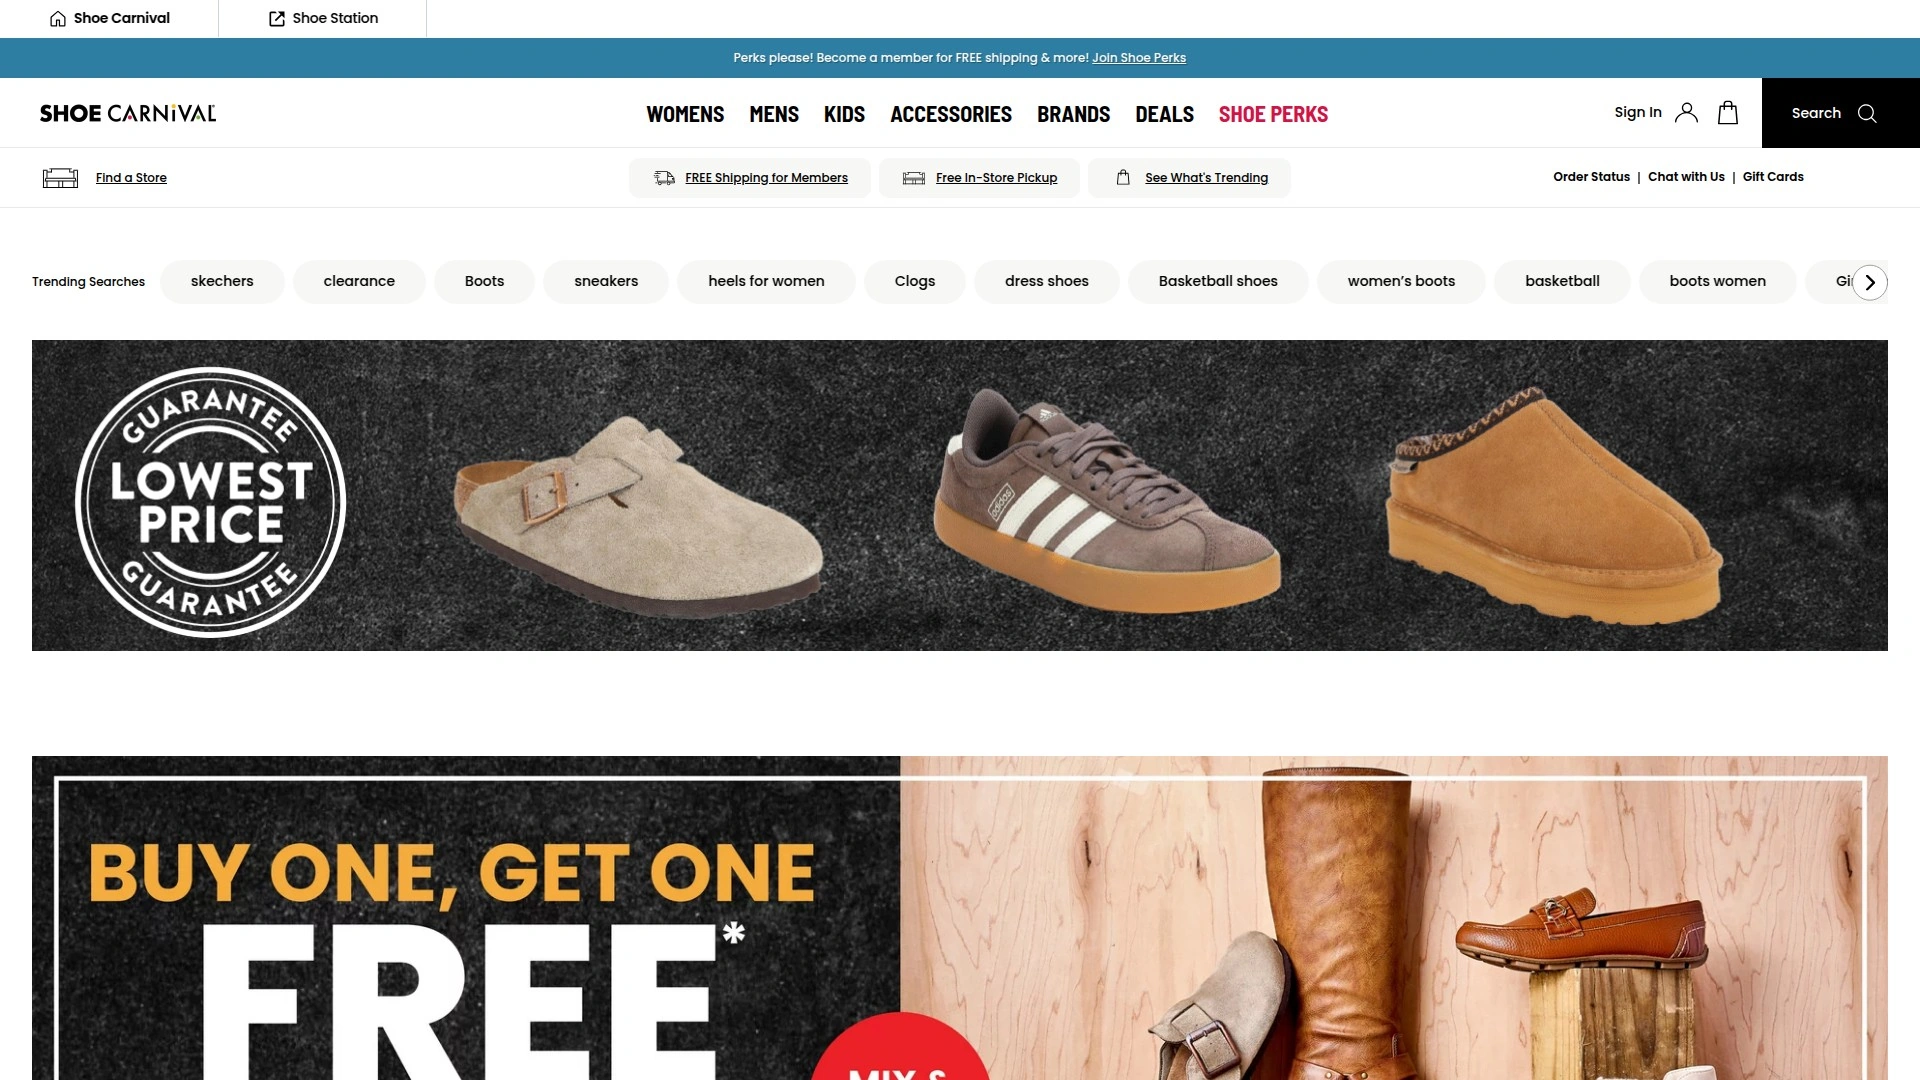 Shoe Carnival
Shoe Station
Perks please! Become a member for FREE shipping & more! Join Shoe Perks
SHOE CARNiVAL
WOMENS MENS KIDS ACCESSORIES BRANDS DEALS SHOE PERKS
Sign In
Search
Find a Store
FREE Shipping for Members
Free In-Store Pickup
See What's Trending
Order Status | Chat with Us | Gift Cards
Trending Searches
skechers
clearance
Boots
sneakers
heels for women
Clogs
dress shoes
Basketball shoes
women’s boots
basketball
boots women
GUARANTEE
LOWEST
PRICE
GUARANTEE
adidas
BUY ONE, GET ONE
FREE*
MIX &